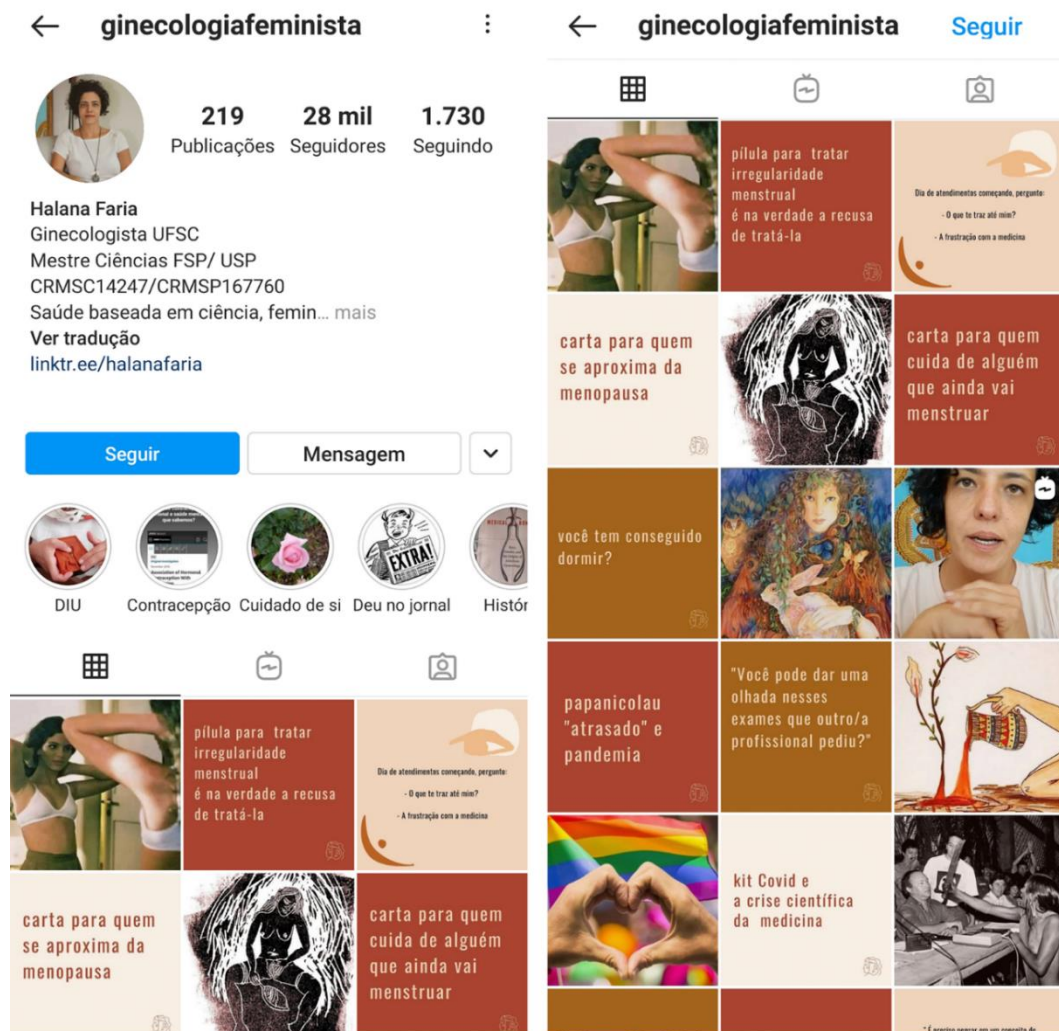 ginecologiafeminista
219
28 mil
1.730
Publicações
Seguidores
Seguindo
Halana Faria
Ginecologista UFSC
Mestre Ciências FSP/ USP
CRMSC14247/CRMSP167760
Saúde baseada em ciência, femin... mais
Ver tradução
linktr.ee/halanafaria
Seguir
Mensagem
EXTRA!
DIU
Contracepção
Cuidado de si
Deu no jornal
Histór
pílula para tratar
irregularidade
menstrual
é na verdade a recusa
de tratá-la
Dia de atendimentos começando, pergunto:
- O que te traz até mim?
- A frustração com a medicina
carta para quem
se aproxima da
menopausa
carta para quem
cuida de alguém
que ainda vai
menstruar
ginecologiafeminista
Seguir
pílula para tratar
irregularidade
menstrual
é na verdade a recusa
de tratá-la
Dia de atendimentos começando, pergunto:
- O que te traz até mim?
- A frustração com a medicina
carta para quem
se aproxima da
menopausa
carta para quem
cuida de alguém
que ainda vai
menstruar
você tem conseguido
dormir?
papanicolau
"atrasado" e
pandemia
"Você pode dar uma
olhada nesses
exames que outro/a
profissional pediu?"
kit Covid e
a crise científica
da medicina
" É preciso pensar em um conceito de